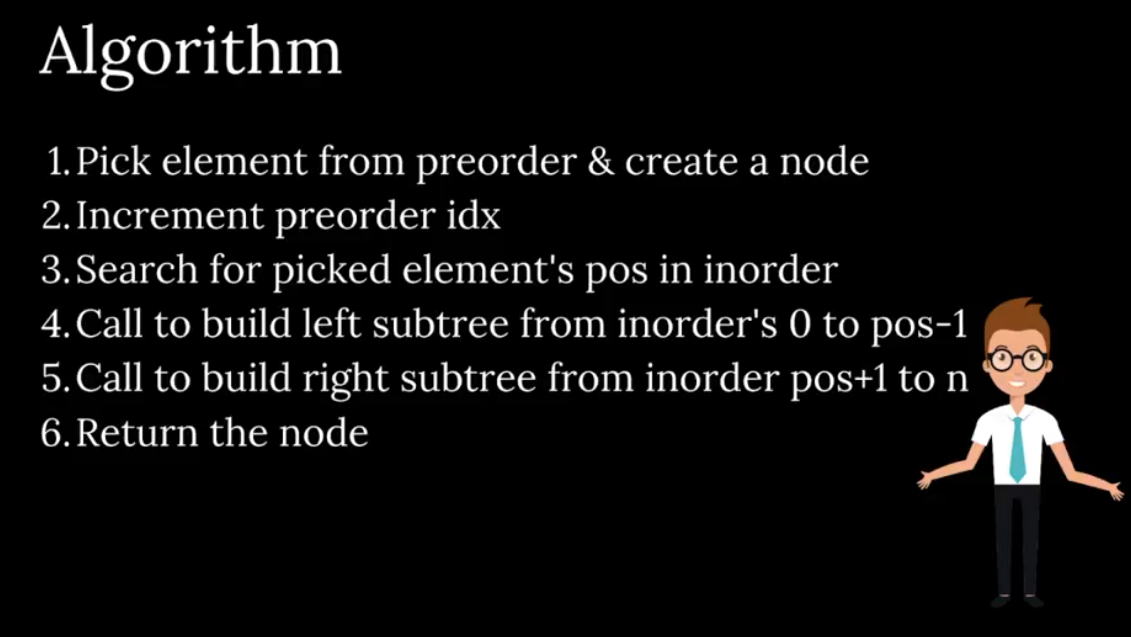 Algorithm
1. Pick element from preorder & create a node
2. Increment preorder idx
3. Search for picked element's pos in inorder
4. Call to build left subtree from inorder's 0 to pos-1
5. Call to build right subtree from inorder pos+1 to n
6. Return the node